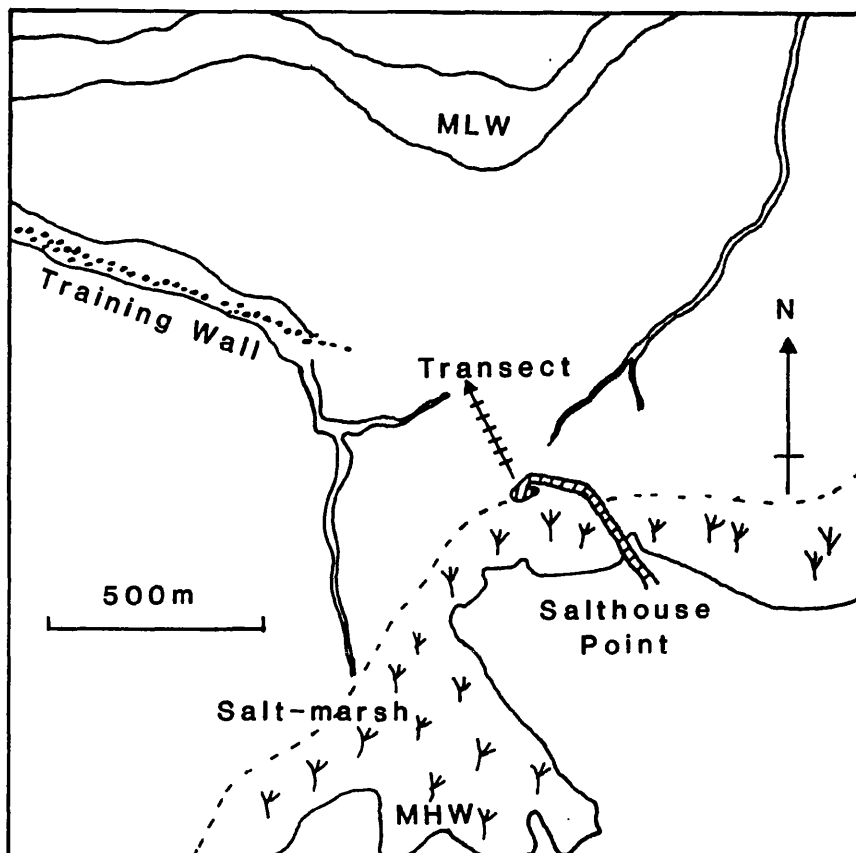 MLW
Training Wall
N
Transect
500m
Salthouse
Point
Salt-marsh
MHW